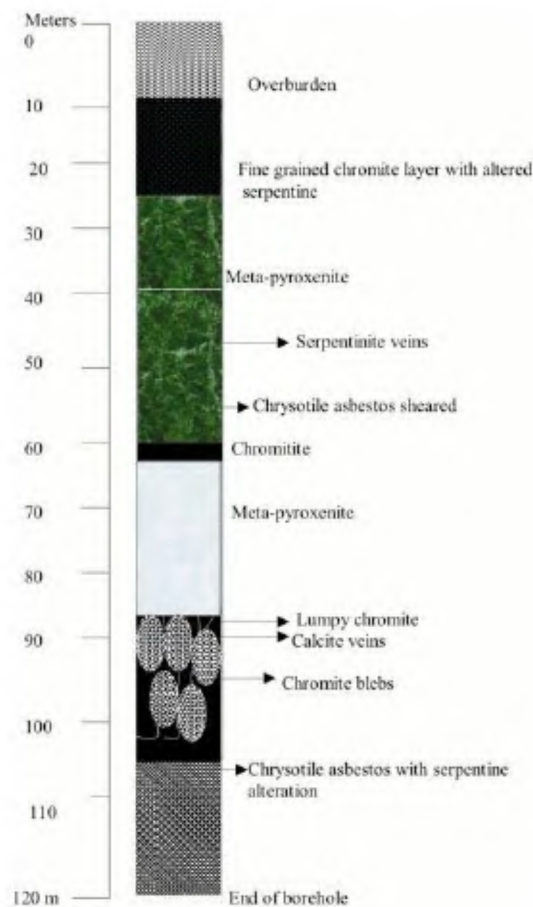 Meters
0
Overburden
10
20
Fine grained chromite layer with altered
serpentine
30
Meta-pyroxenite
40
Serpentinite veins
50
Chrysotile asbestos sheared
60
Chromitite
70
Meta-pyroxenite
80
Lumpy chromite
90
Calcite veins
Chromite blebs
100
Chrysotile asbestos with serpentine
alteration
110
120 m
End of borehole